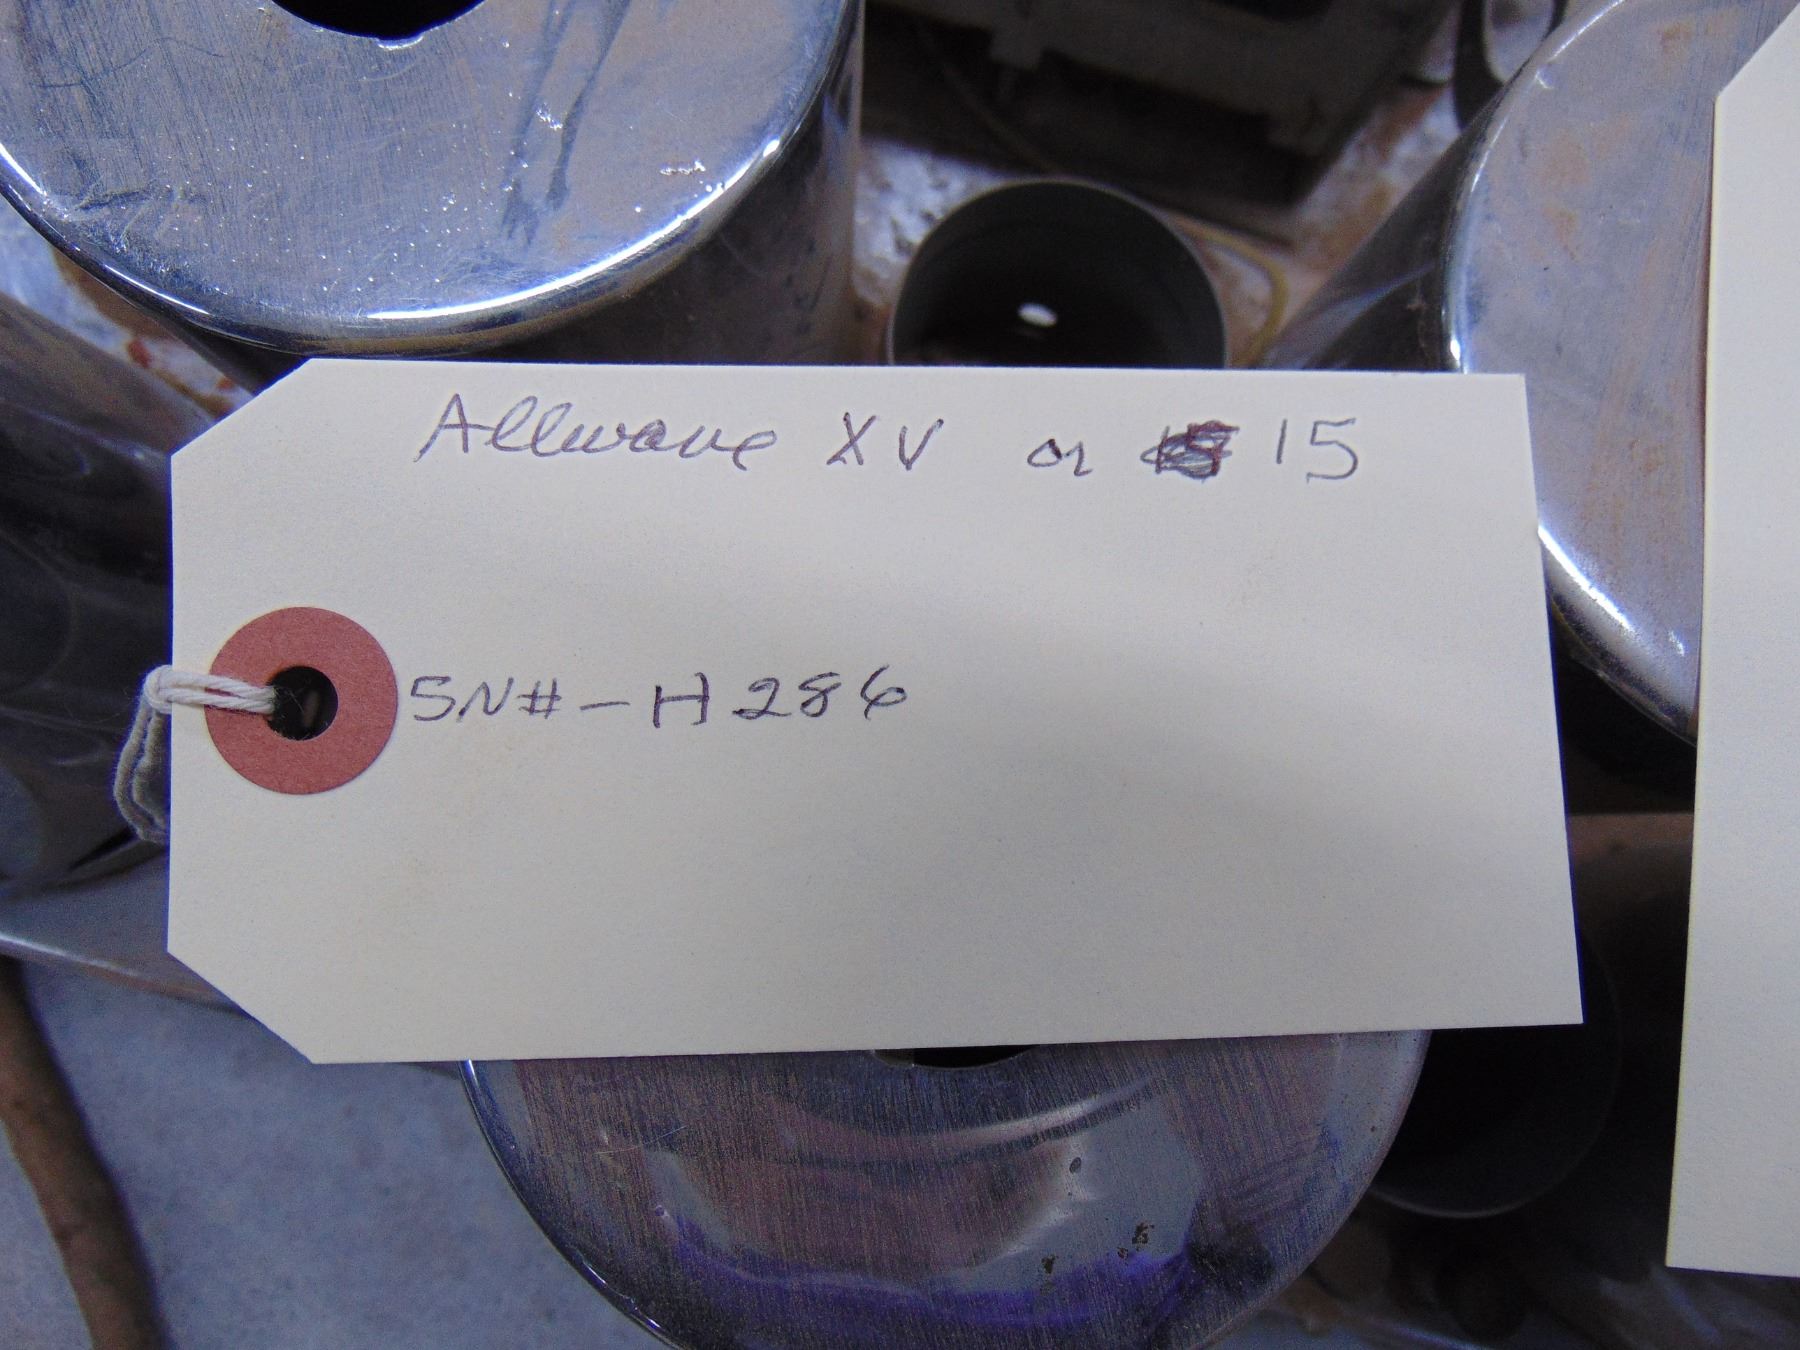 Allwave XV or 15
SN#-H286